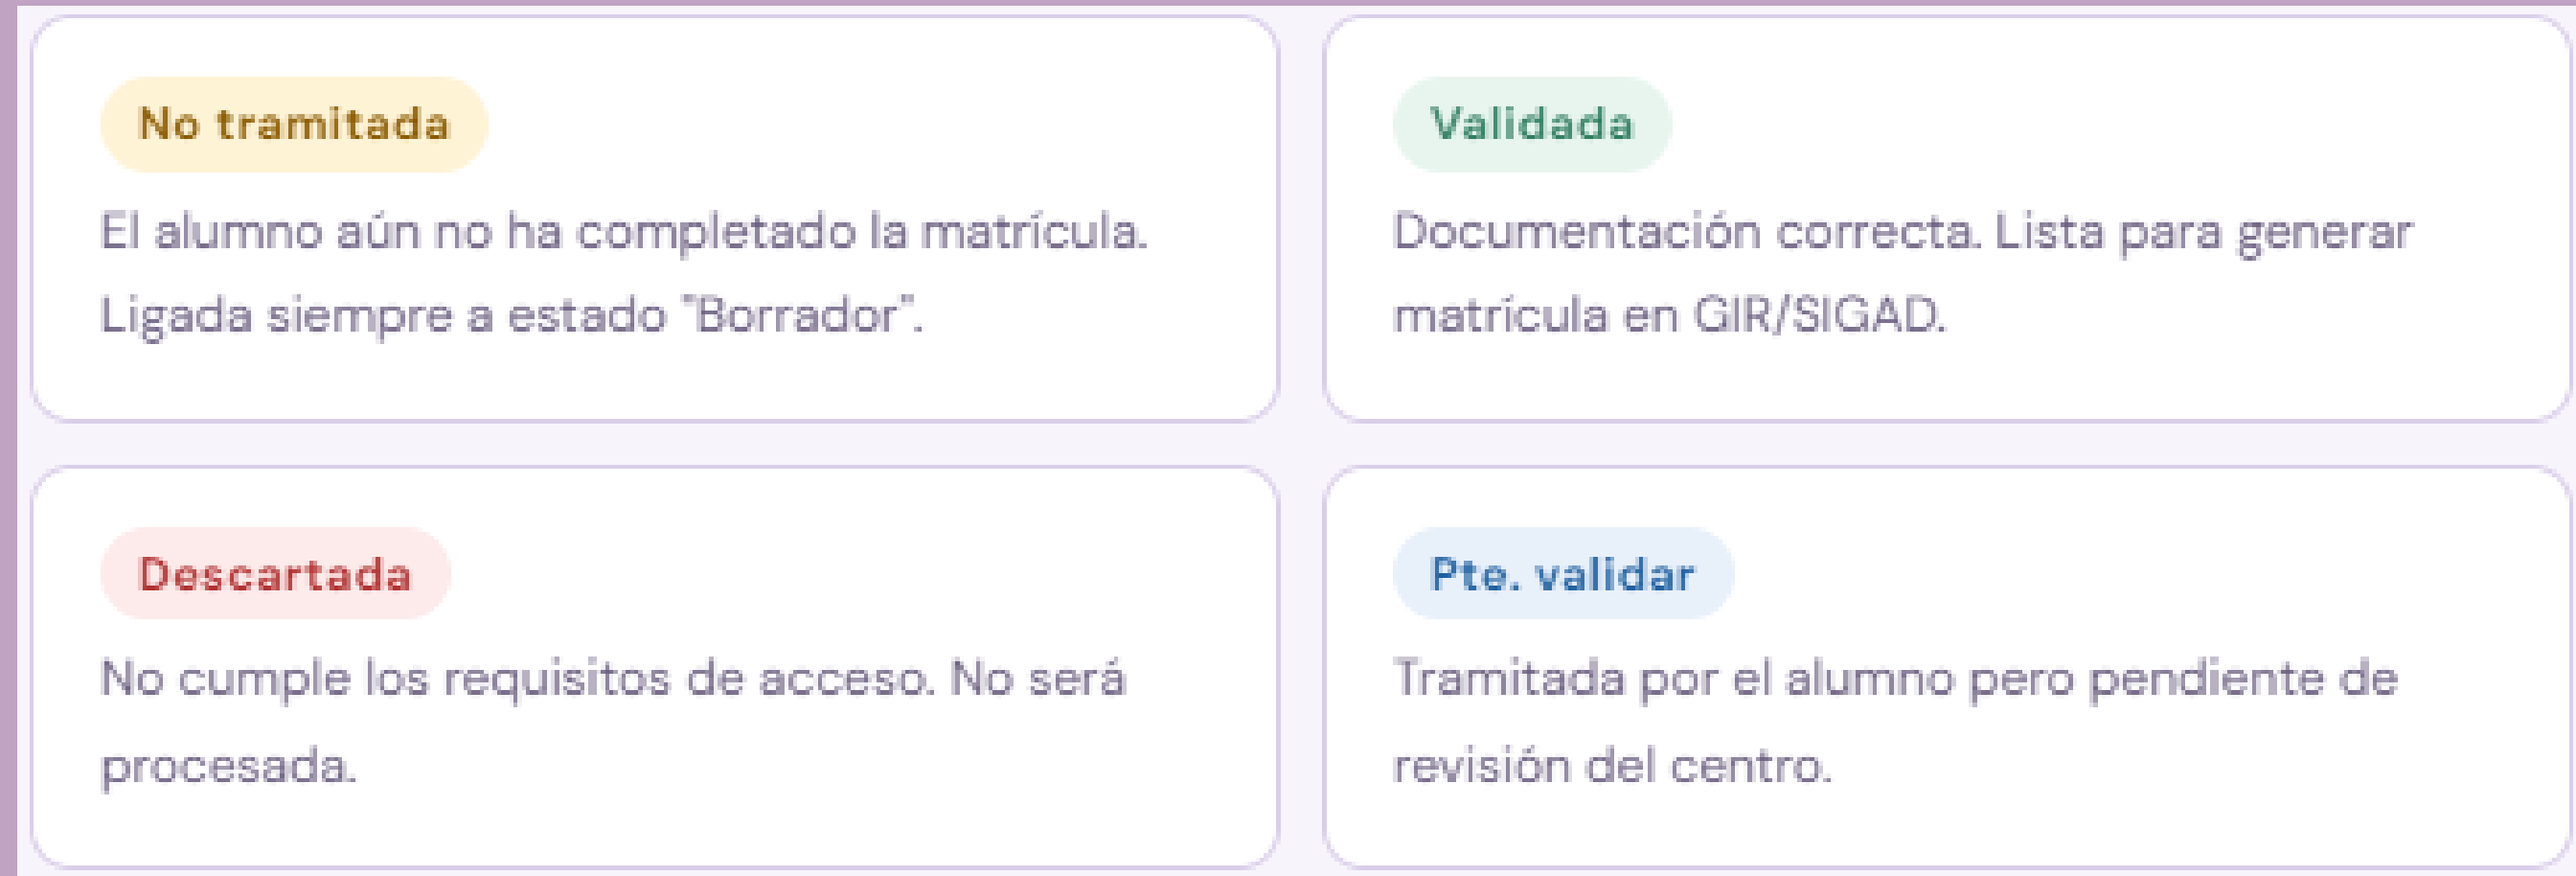 No tramitada
El alumno aún no ha completado la matrícula.
Ligada siempre a estado "Borrador".
Validada
Documentación correcta. Lista para generar
matrícula en GIR/SIGAD.
Descartada
No cumple los requisitos de acceso. No será
procesada.
Pte. validar
Tramitada por el alumno pero pendiente de
revisión del centro.